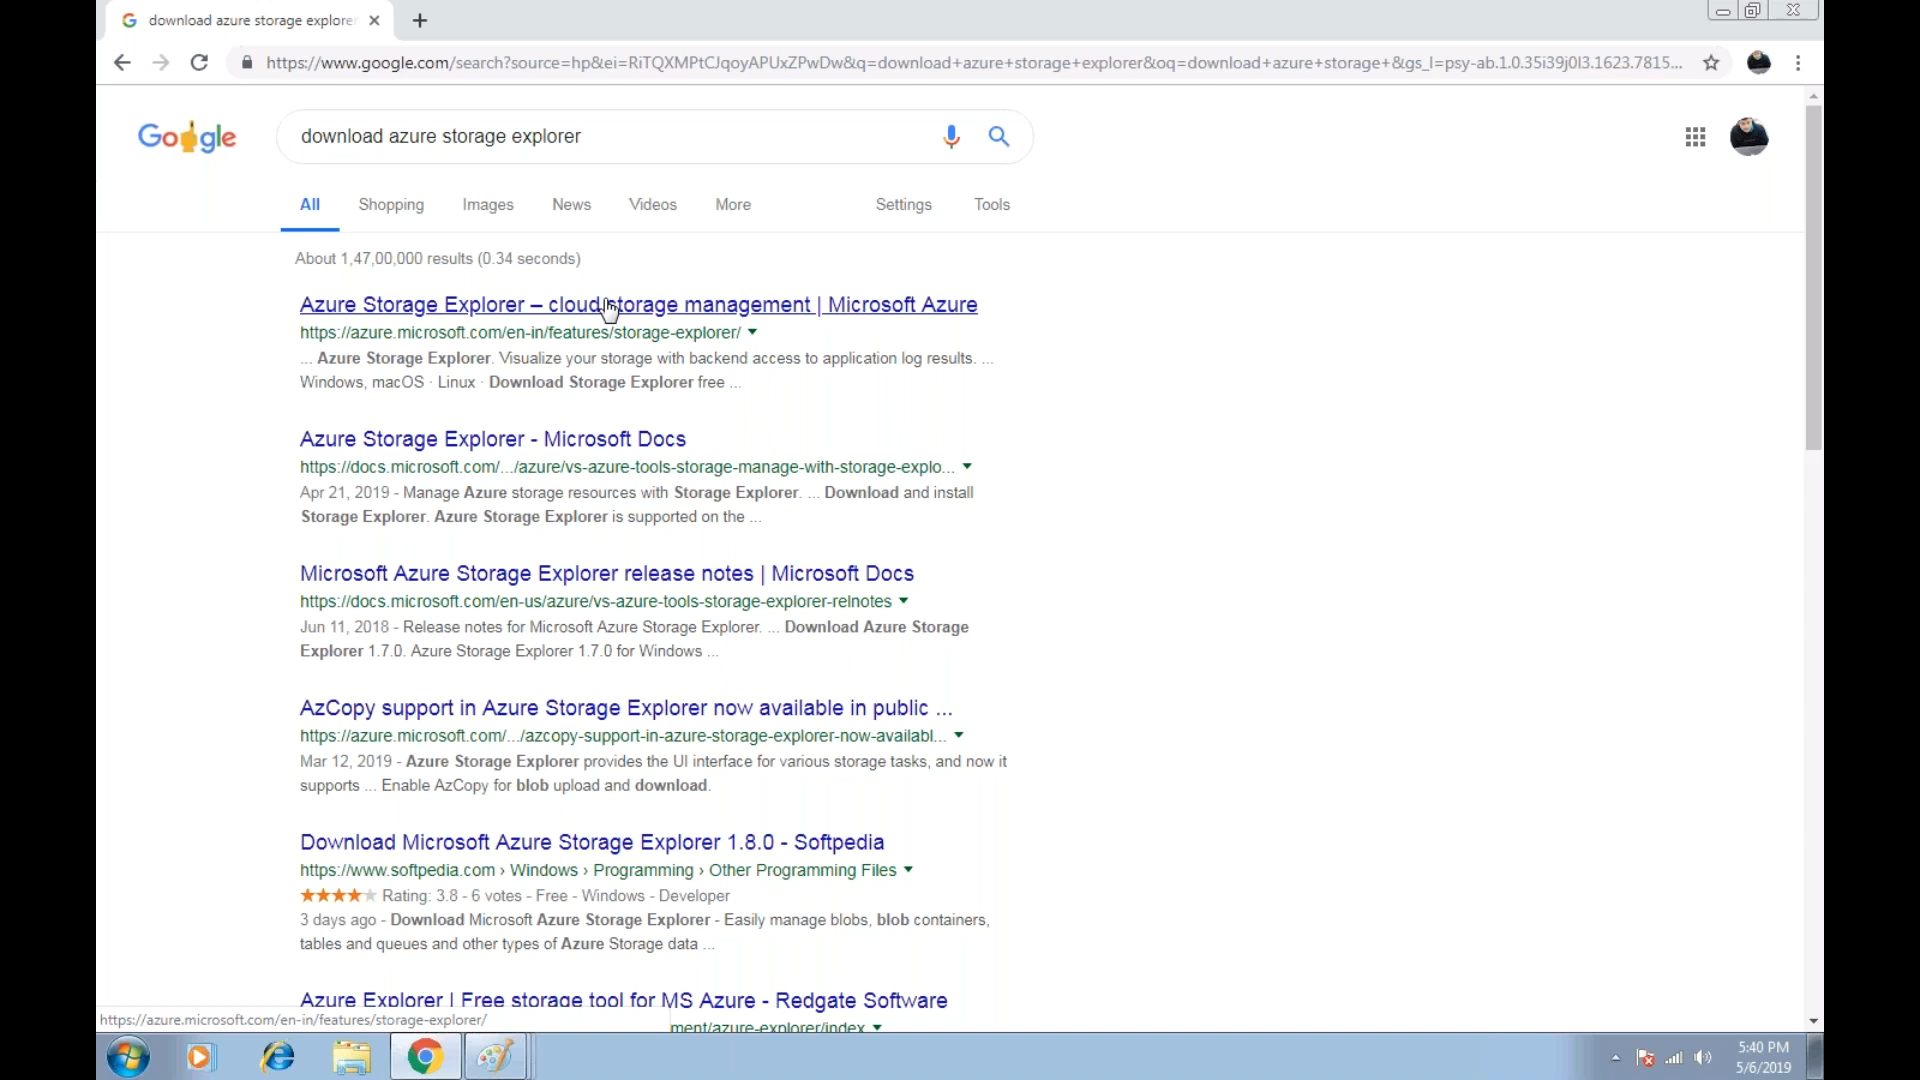 download azure storage explorer
https://www.google.com/search?source=hp&ei=RiTQXMPtCJqoyAPUxZPwDw&q=download+azure+storage+explorer&oq=download+azure+storage+&gs_l=psy-ab.1.0.35i39j0l3.1623.7815...
Google
download azure storage explorer
All Shopping Images News Videos More Settings Tools
About 1,47,00,000 results (0.34 seconds)
Azure Storage Explorer – cloud storage management | Microsoft Azure
https://azure.microsoft.com/en-in/features/storage-explorer/
... Azure Storage Explorer. Visualize your storage with backend access to application log results. ...
Windows, macOS · Linux · Download Storage Explorer free ...
Azure Storage Explorer - Microsoft Docs
https://docs.microsoft.com/.../azure/vs-azure-tools-storage-manage-with-storage-explo...
Apr 21, 2019 - Manage Azure storage resources with Storage Explorer. ... Download and install
Storage Explorer. Azure Storage Explorer is supported on the ...
Microsoft Azure Storage Explorer release notes | Microsoft Docs
https://docs.microsoft.com/en-us/azure/vs-azure-tools-storage-explorer-relnotes
Jun 11, 2018 - Release notes for Microsoft Azure Storage Explorer. ... Download Azure Storage
Explorer 1.7.0. Azure Storage Explorer 1.7.0 for Windows ...
AzCopy support in Azure Storage Explorer now available in public ...
https://azure.microsoft.com/.../azcopy-support-in-azure-storage-explorer-now-availabl...
Mar 12, 2019 - Azure Storage Explorer provides the UI interface for various storage tasks, and now it
supports ... Enable AzCopy for blob upload and download.
Download Microsoft Azure Storage Explorer 1.8.0 - Softpedia
https://www.softpedia.com › Windows › Programming › Other Programming Files
Rating: 3.8 - 6 votes - Free - Windows - Developer
3 days ago - Download Microsoft Azure Storage Explorer - Easily manage blobs, blob containers,
tables and queues and other types of Azure Storage data ...
Azure Explorer | Free storage tool for MS Azure - Redgate Software
ment/azure-explorer/index
https://azure.microsoft.com/en-in/features/storage-explorer/
5:40 PM
5/6/2019